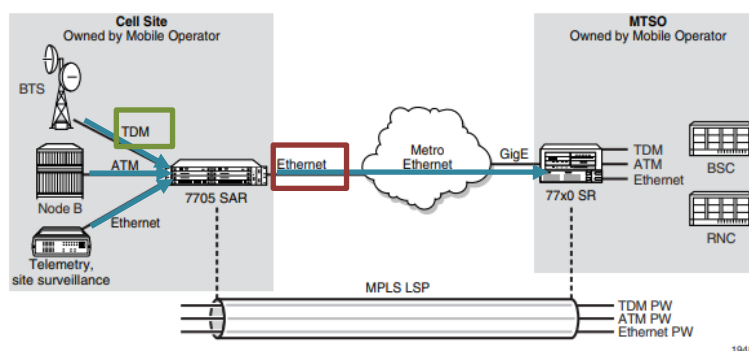 Cell Site
Owned by Mobile Operator
MTSO
Owned by Mobile Operator
BTS
TDM
ATM
Node B
Ethernet
Telemetry,
site surveillance
7705 SAR
Ethernet
Metro
Ethernet
GigE
77x0 SR
TDM
ATM
Ethernet
BSC
RNC
MPLS LSP
TDM PW
ATM PW
Ethernet PW